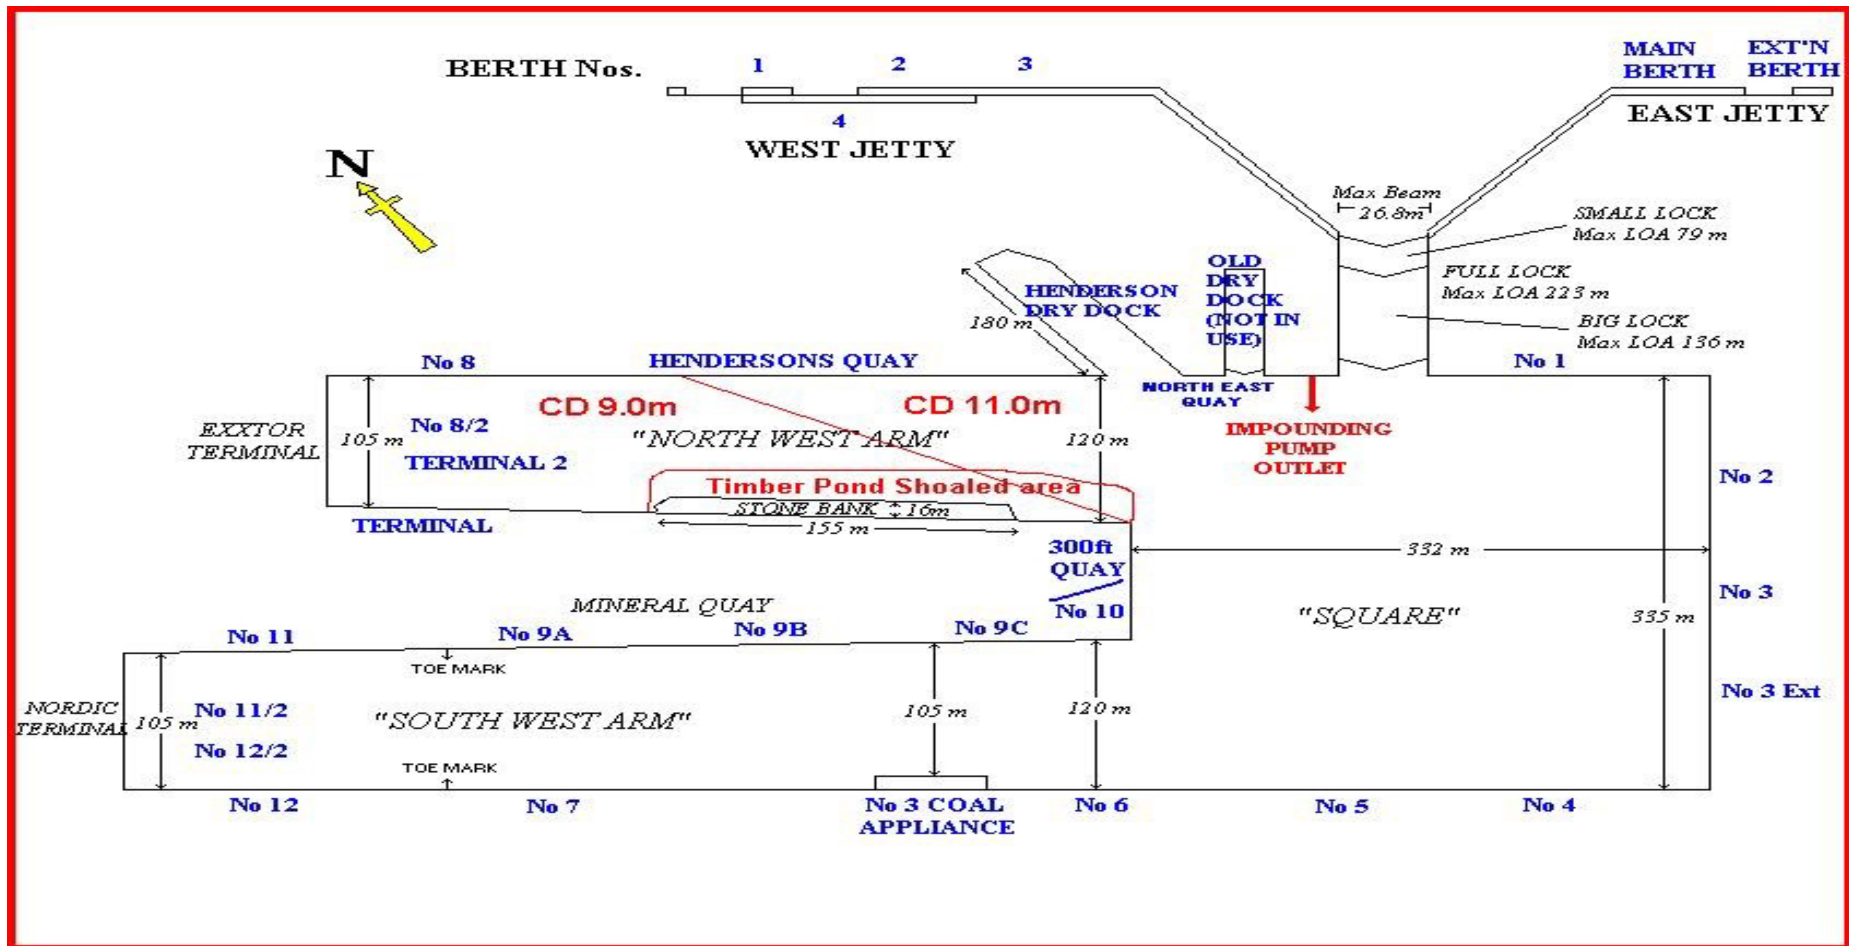 BERTH Nos.
1
2
3
4
WEST JETTY
MAIN
BERTH
EXT'N
BERTH
EAST JETTY
N
Max Beam
26.8m
SMALL LOCK
Max LOA 79 m
FULL LOCK
Max LOA 223 m
BIG LOCK
Max LOA 136 m
OLD
DRY
DOCK
(NOT IN
USE)
HENDERSON
DRY DOCK
180 m
No 8
HENDERSONS QUAY
No 1
NORTH EAST
QUAY
CD 9.0m
CD 11.0m
EXXTOR
TERMINAL
105 m
No 8/2
"NORTH WEST ARM"
120 m
IMPOUNDING
PUMP
OUTLET
TERMINAL 2
No 2
Timber Pond Shoaled area
STONE BANK
16m
TERMINAL
155 m
300ft
QUAY
332 m
No 10
MINERAL QUAY
"SQUARE"
335 m
No 3
No 11
No 9A
No 9B
No 9C
TOE MARK
NORDIC
TERMINAL
105 m
No 11/2
"SOUTH WEST ARM"
105 m
120 m
No 3 Ext
No 12/2
TOE MARK
No 12
No 7
No 3 COAL
APPLIANCE
No 6
No 5
No 4